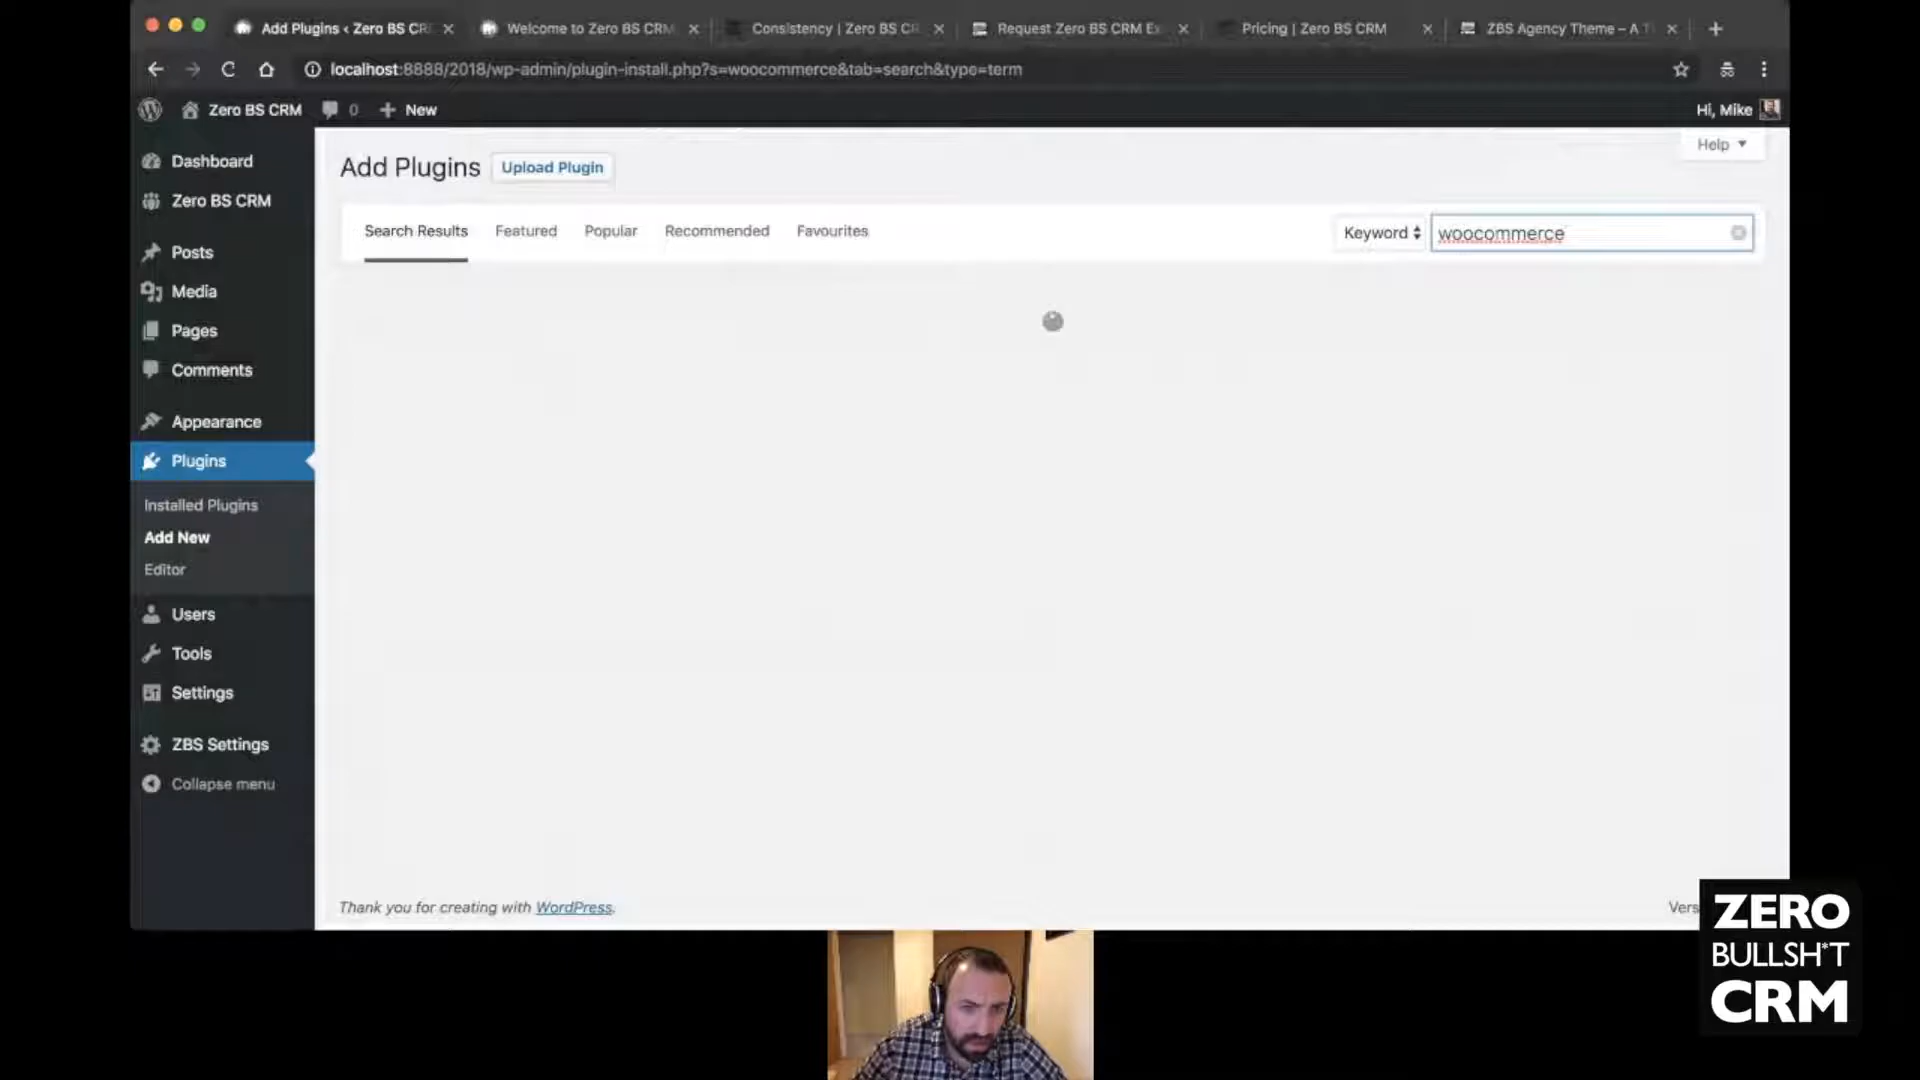 Add Plugins ‹ Zero BS CR
Welcome to Zero BS CRM
Consistency | Zero BS CR
Request Zero BS CRM Ex
Pricing | Zero BS CRM
ZBS Agency Theme – A T
localhost:8888/2018/wp-admin/plugin-install.php?s=woocommerce&tab=search&type=term
Zero BS CRM 0 + New
Hi, Mike
Help
Dashboard
Zero BS CRM
Posts
Media
Pages
Comments
Appearance
Plugins
Installed Plugins
Add New
Editor
Users
Tools
Settings
ZBS Settings
Collapse menu
Add Plugins
Upload Plugin
Search Results Featured Popular Recommended Favourites
Keyword
woocommerce
Thank you for creating with WordPress.
Vers
ZERO
BULLSH*T
CRM